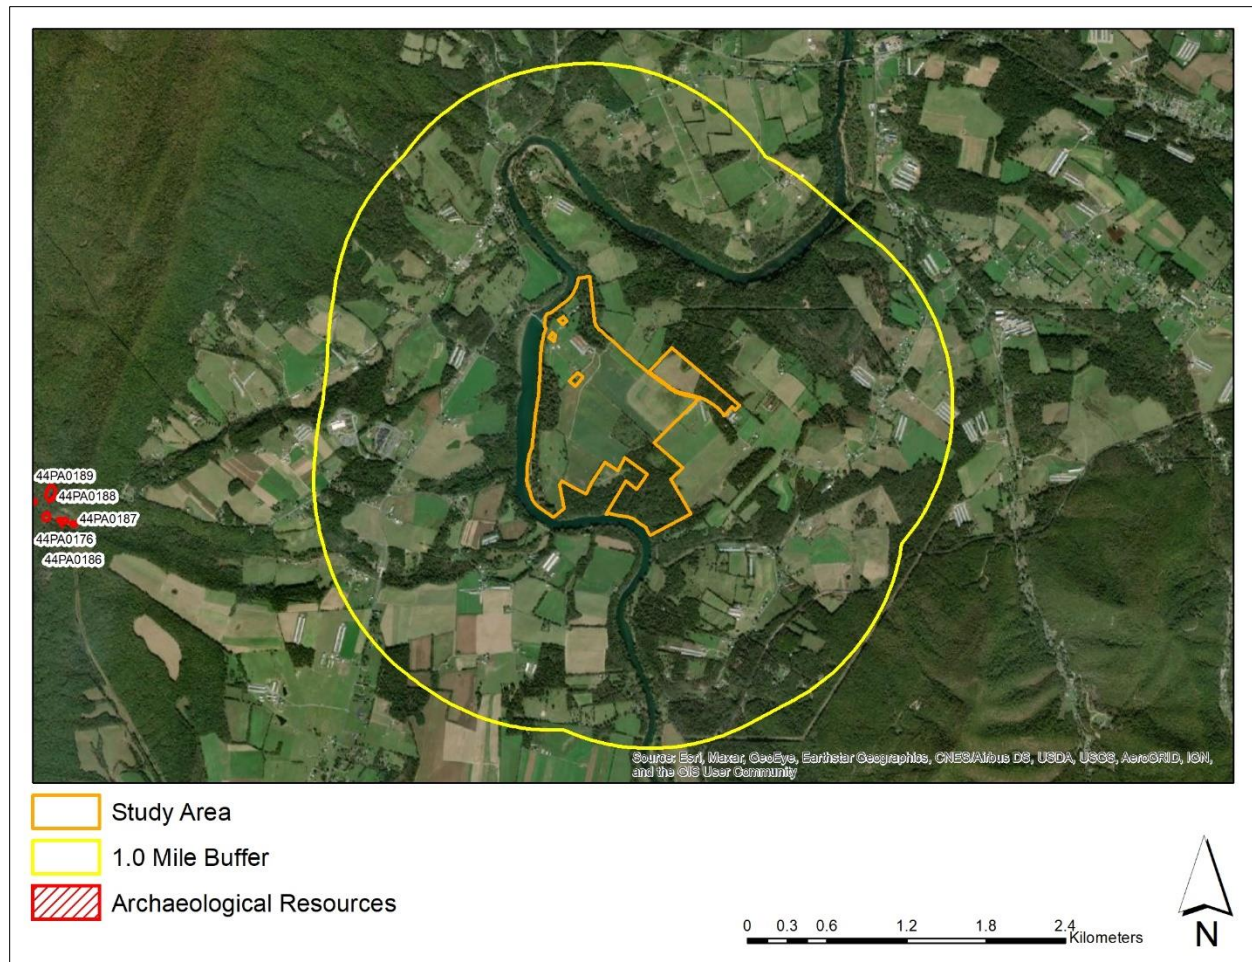 44PA0189
44PA0188
44PA0187
44PA0176
44PA0186
Source: Esri, Maxar, GeoEye, Earthstar Geographics, CNES/Airbus DS, USDA, USGS, AeroGRID, IGN,
and the GIS User Community
Study Area
1.0 Mile Buffer
Archaeological Resources
0 0.3 0.6 1.2 1.8 2.4
Kilometers
N